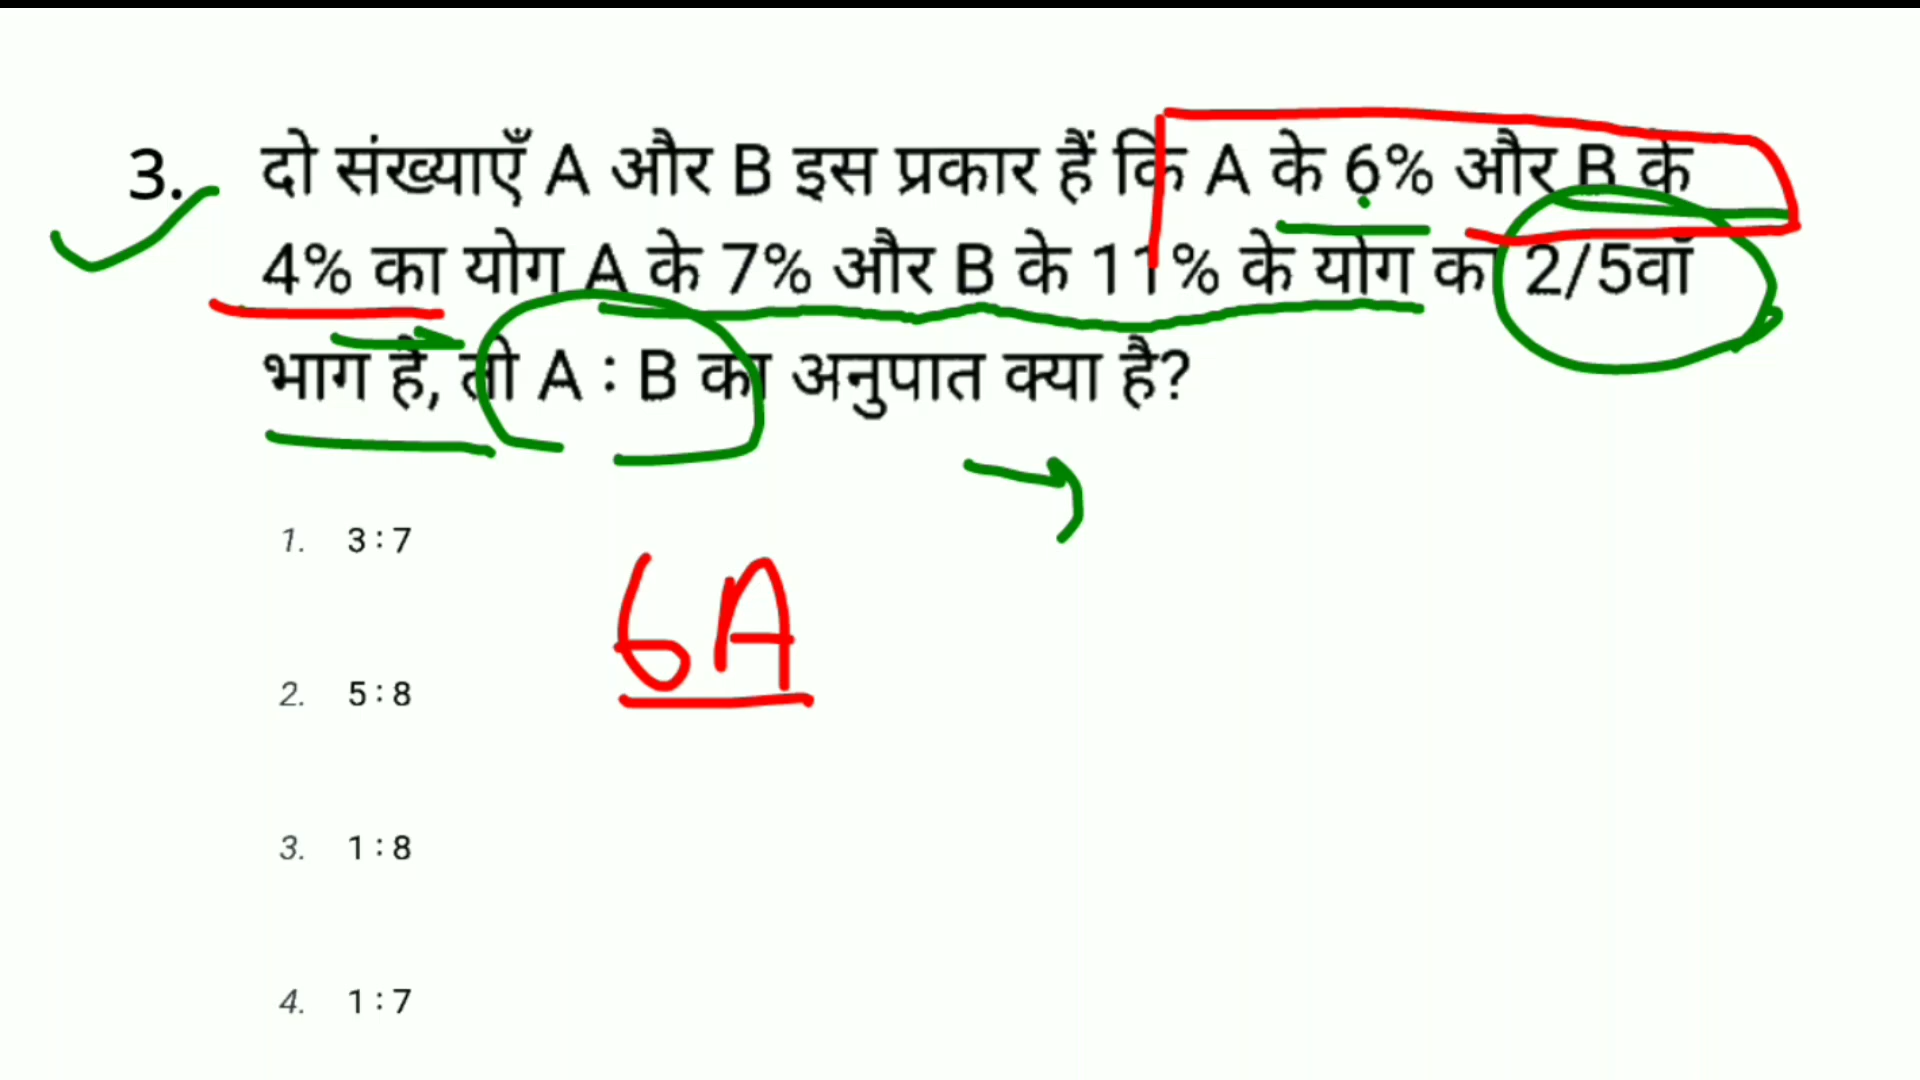 3. दो संख्याएँ A और B इस प्रकार हैं कि A के 6% और B के
4% का योग A के 7% और B के 11% के योग का 2/5वाँ
भाग है, तो A : B का अनुपात क्या है?
1. 3 : 7
6A
2. 5 : 8
3. 1 : 8
4. 1 : 7